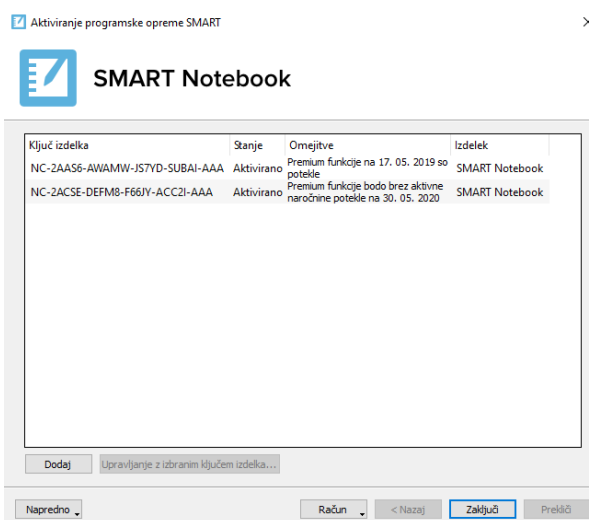 Aktiviranje programske opreme SMART
SMART Notebook
Ključ izdelka Stanje Omejitve Izdelek
NC-2AAS6-AWAMW-JS7YD-SUBAI-AAA Aktivirano Premium funkcije na 17. 05. 2019 so potekle SMART Notebook
NC-2ACSE-DEFM8-F66JY-ACC2I-AAA Aktivirano Premium funkcije bodo brez aktivne naročnine potekle na 30. 05. 2020 SMART Notebook
Dodaj Upravljanje z izbranim ključem izdelka...
Napredno Račun < Nazaj Zaključi Prekliči